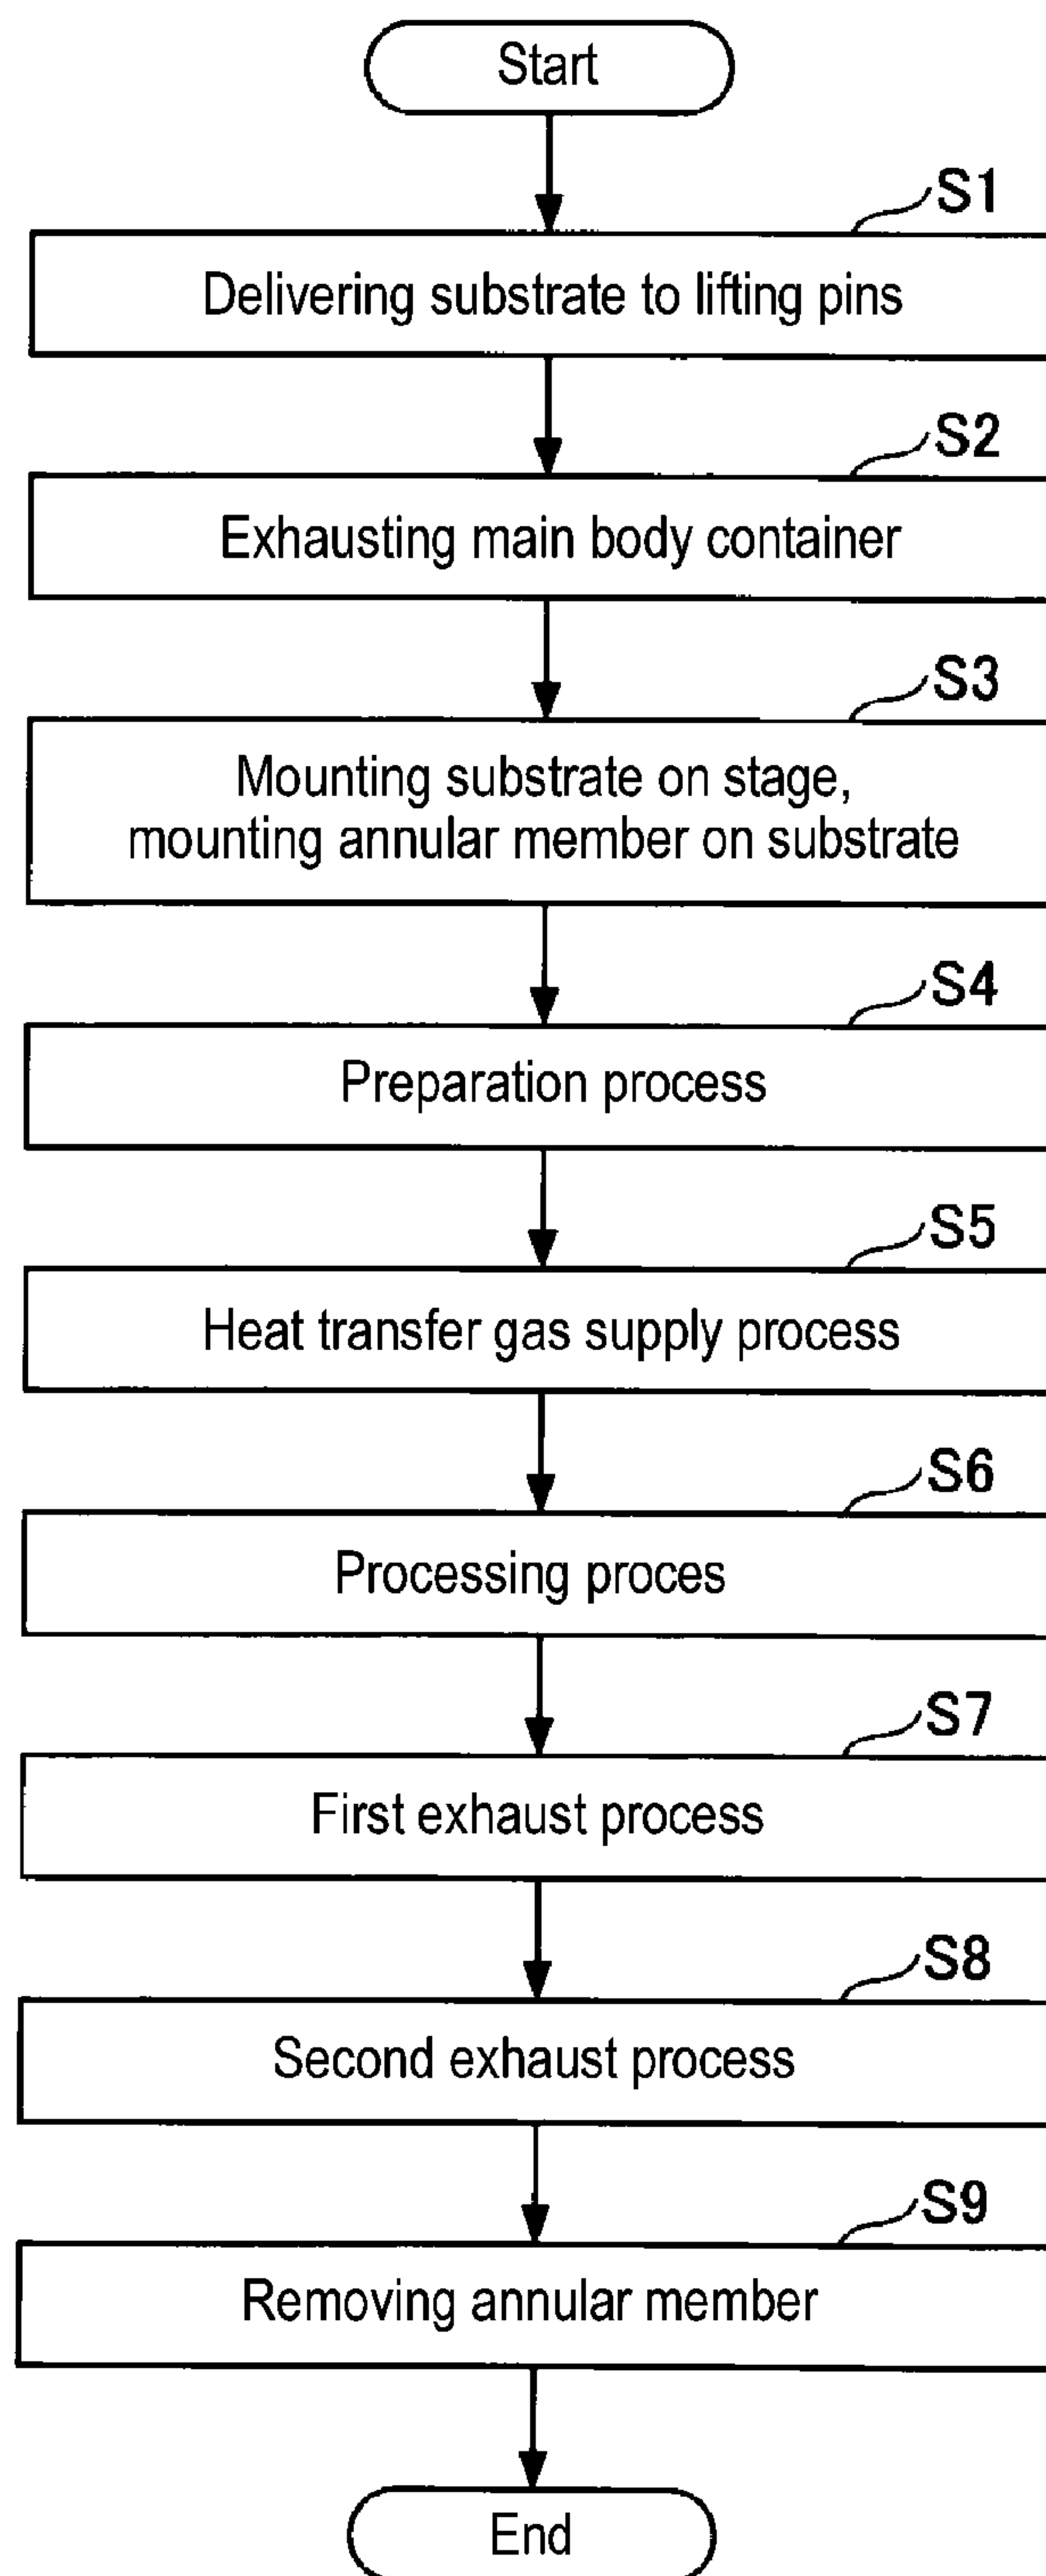 Start
S1
Delivering substrate to lifting pins
S2
Exhausting main body container
S3
Mounting substrate on stage,
mounting annular member on substrate
S4
Preparation process
S5
Heat transfer gas supply process
S6
Processing proces
S7
First exhaust process
S8
Second exhaust process
S9
Removing annular member
End